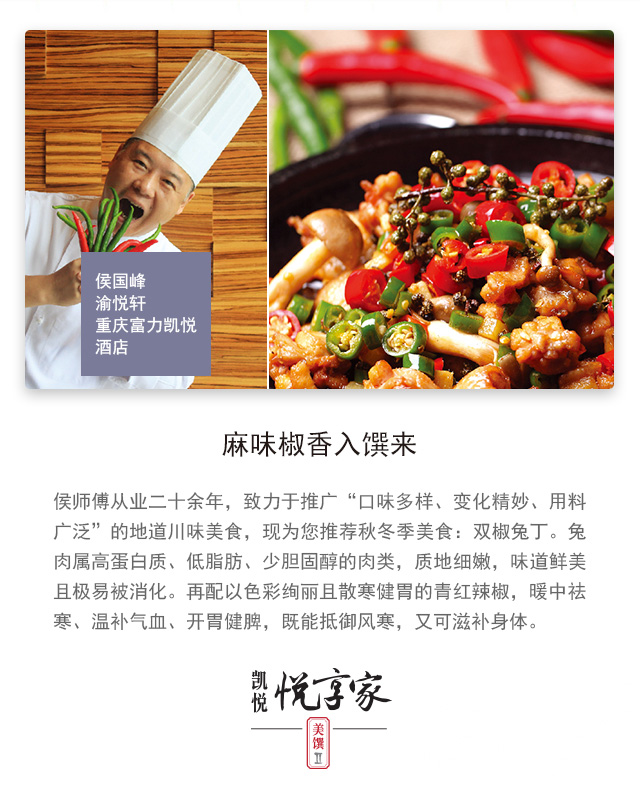 侯国峰
渝悦轩
重庆富力凯悦
酒店
麻味椒香入馔来
侯师傅从业二十余年，致力于推广“口味多样、变化精妙、用料
广泛”的地道川味美食，现为您推荐秋冬季美食：双椒兔丁。兔
肉属高蛋白质、低脂肪、少胆固醇的肉类，质地细嫩，味道鲜美
且极易被消化。再配以色彩绚丽且散寒健胃的青红辣椒，暖中祛
寒、温补气血、开胃健脾，既能抵御风寒，又可滋补身体。
凯悦 悦享家
美馔